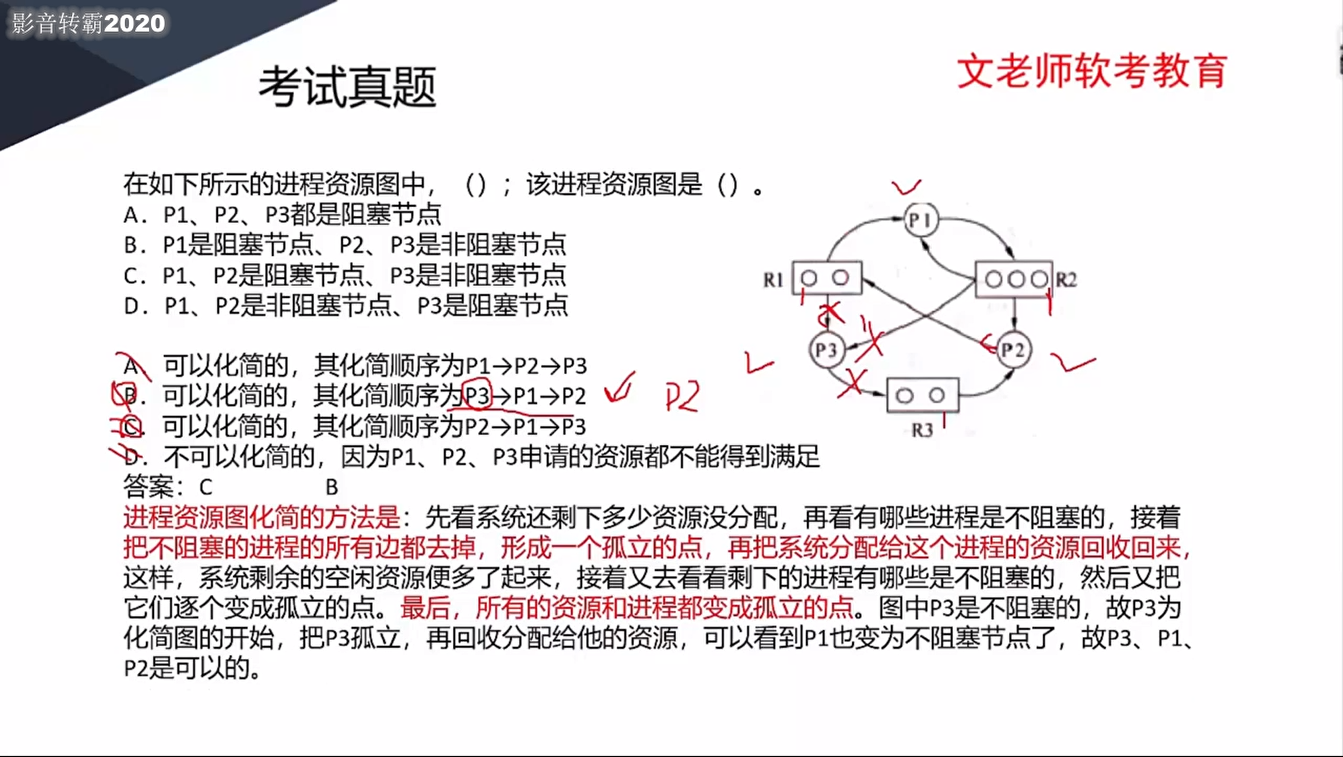 影音转霸2020
考试真题
文老师软考教育
在如下所示的进程资源图中，（）；该进程资源图是（）。
A．P1、P2、P3都是阻塞节点
B．P1是阻塞节点、P2、P3是非阻塞节点
C．P1、P2是阻塞节点、P3是非阻塞节点
D．P1、P2是非阻塞节点、P3是阻塞节点
A．可以化简的，其化简顺序为P1→P2→P3
B．可以化简的，其化简顺序为P3→P1→P2
P2
C．可以化简的，其化简顺序为P2→P1→P3
D．不可以化简的，因为P1、P2、P3申请的资源都不能得到满足
答案：C B
进程资源图化简的方法是：先看系统还剩下多少资源没分配，再看有哪些进程是不阻塞的，接着
把不阻塞的进程的所有边都去掉，形成一个孤立的点，再把系统分配给这个进程的资源回收回来，
这样，系统剩余的空闲资源便多了起来，接着又去看看剩下的进程有哪些是不阻塞的，然后又把
它们逐个变成孤立的点。最后，所有的资源和进程都变成孤立的点。图中P3是不阻塞的，故P3为
化简图的开始，把P3孤立，再回收分配给他的资源，可以看到P1也变为不阻塞节点了，故P3、P1、
P2是可以的。
P1
R1
R2
P3
P2
R3